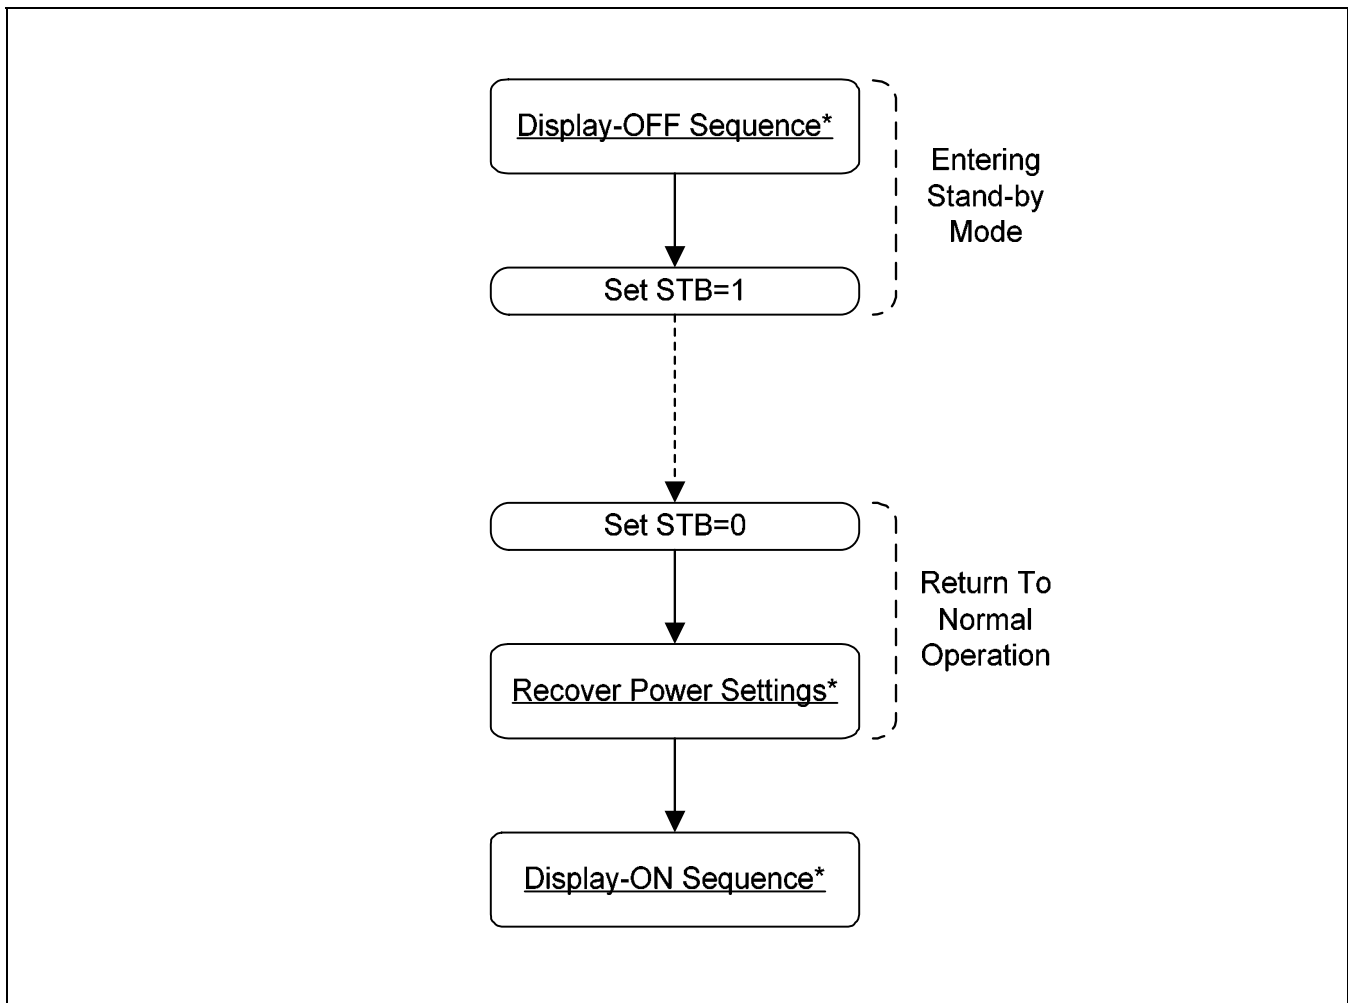 Display-OFF Sequence*
Entering
Stand-by
Mode
Set STB=1
Set STB=0
Return To
Normal
Operation
Recover Power Settings*
Display-ON Sequence*